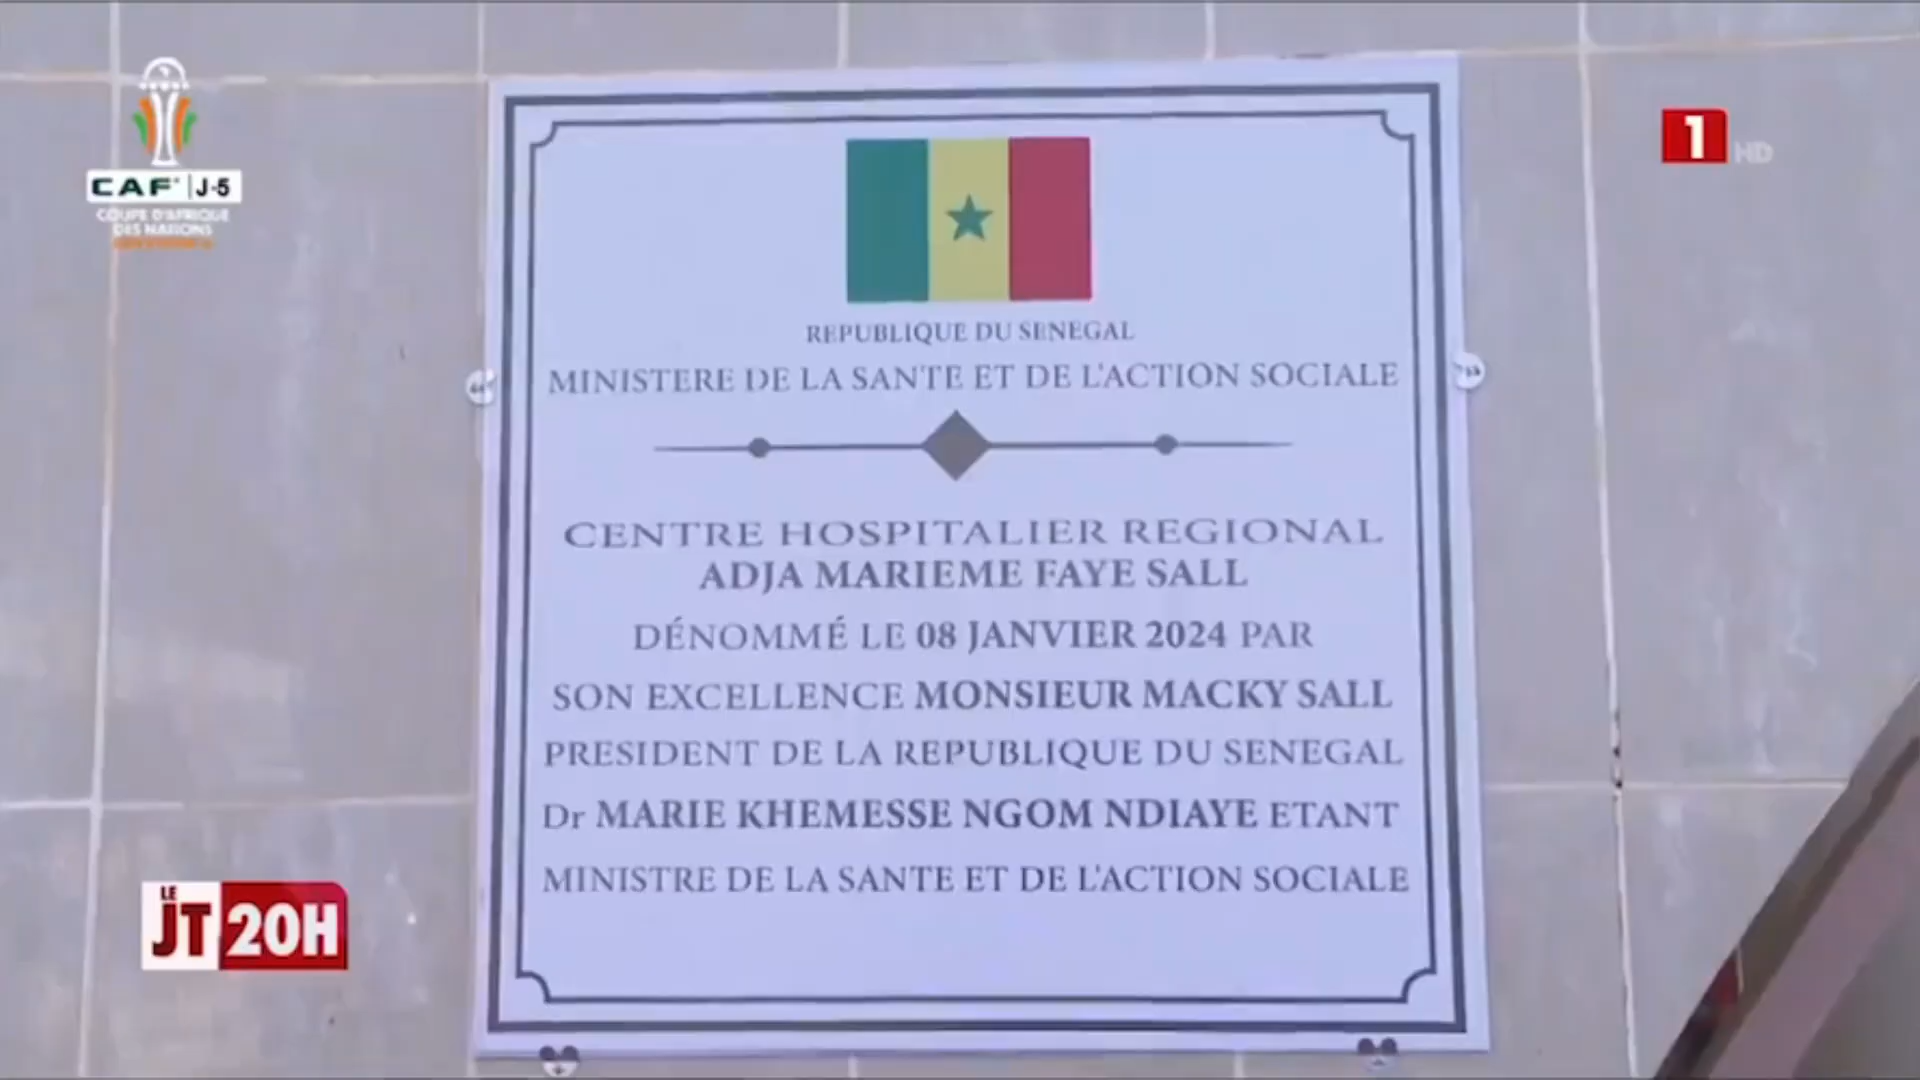 CAF J-5
COUPE D'AFRIQUE
DES NATIONS
1 HD
REPUBLIQUE DU SENEGAL
MINISTERE DE LA SANTE ET DE L'ACTION SOCIALE
CENTRE HOSPITALIER REGIONAL
ADJA MARIEME FAYE SALL
DÉNOMMÉ LE 08 JANVIER 2024 PAR
SON EXCELLENCE MONSIEUR MACKY SALL
PRESIDENT DE LA REPUBLIQUE DU SENEGAL
Dr MARIE KHEMESSE NGOM NDIAYE ETANT
MINISTRE DE LA SANTE ET DE L'ACTION SOCIALE
LE
JT 20H